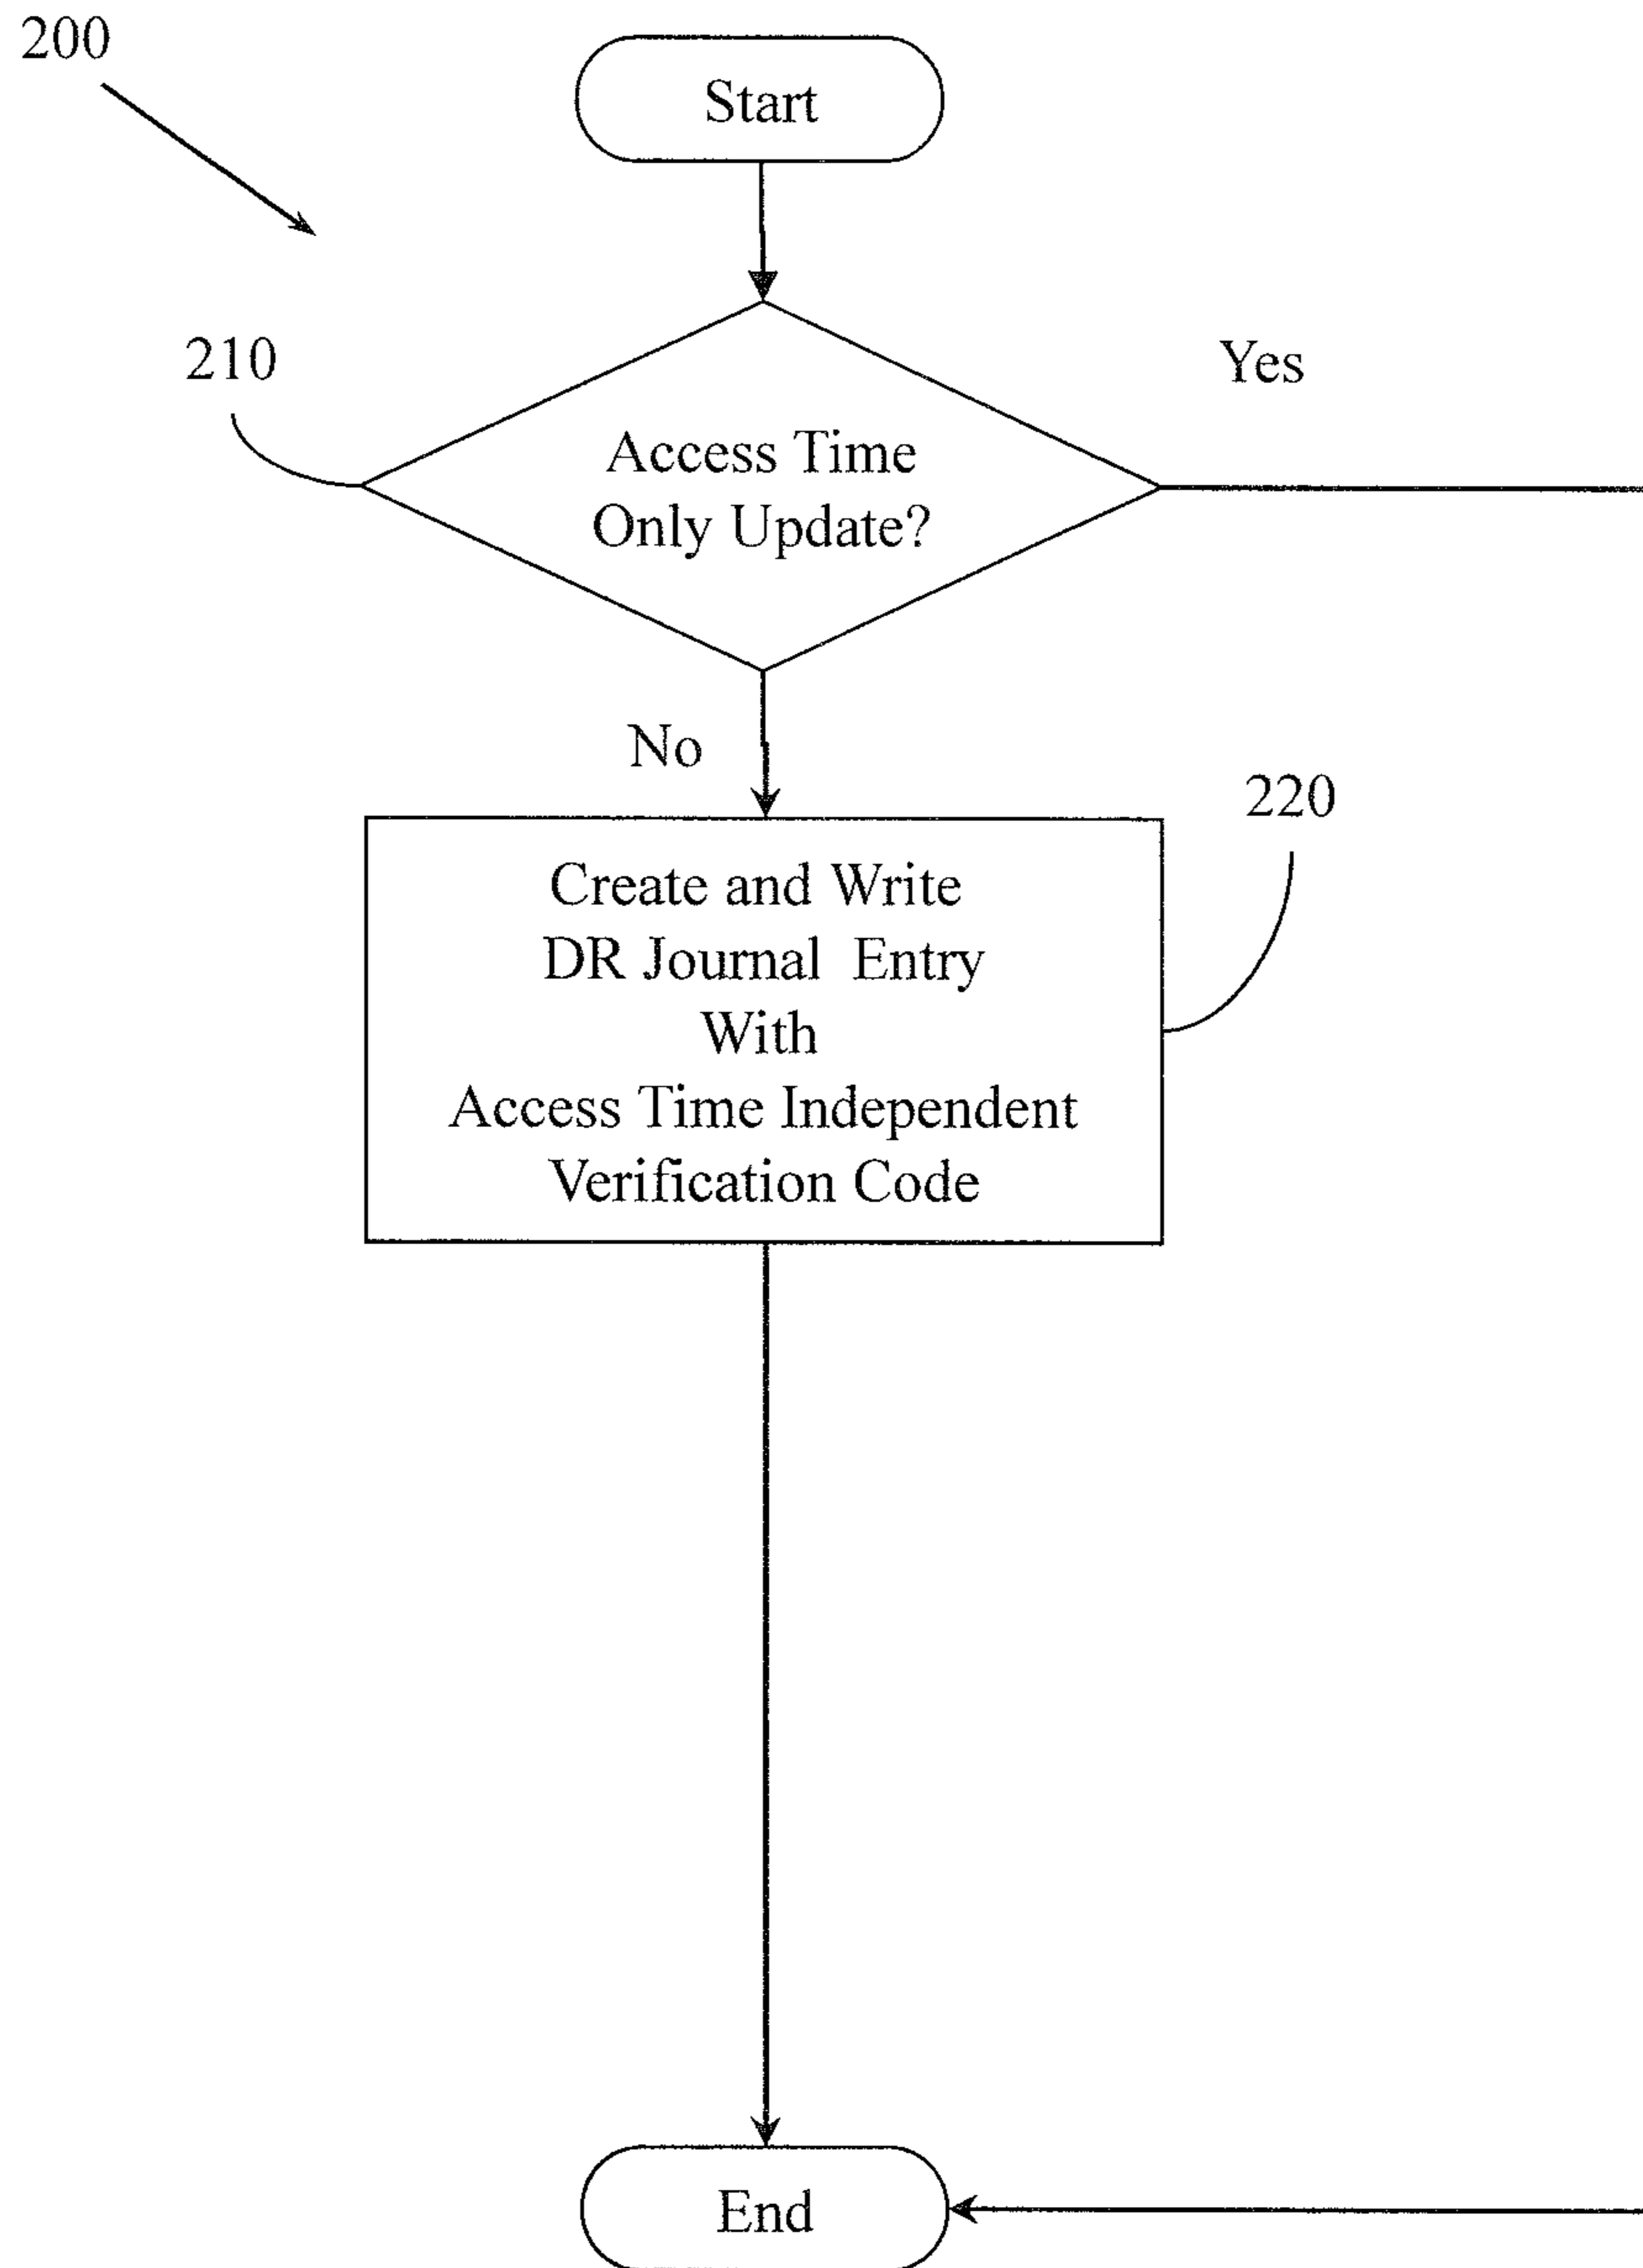 200
Start
210
Yes
Access Time
Only Update?
No
220
Create and Write
DR Journal Entry
With
Access Time Independent
Verification Code
End